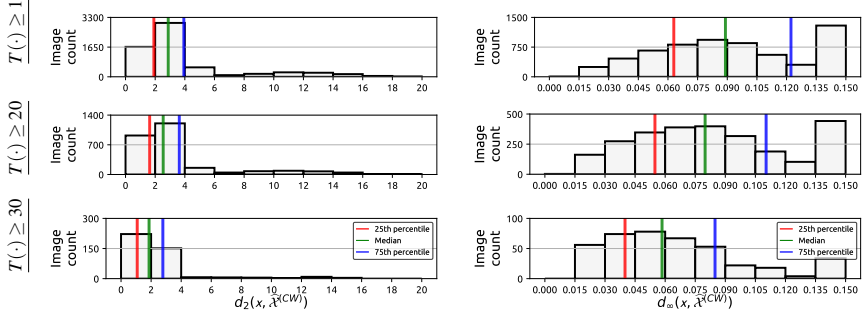 T(·) ≥ 1
Image
count
3300
1650
0
0 2 4 6 8 10 12 14 16 18 20
Image
count
1500
750
0
0.000 0.015 0.030 0.045 0.060 0.075 0.090 0.105 0.120 0.135 0.150
T(·) ≥ 20
Image
count
1400
700
0
0 2 4 6 8 10 12 14 16 18 20
Image
count
500
250
0
0.000 0.015 0.030 0.045 0.060 0.075 0.090 0.105 0.120 0.135 0.150
T(·) ≥ 30
Image
count
300
150
0
25th percentile
Median
75th percentile
0 2 4 6 8 10 12 14 16 18 20
d₂(x, x̂⁽ᶜᵂ⁾)
Image
count
100
50
0
25th percentile
Median
75th percentile
0.000 0.015 0.030 0.045 0.060 0.075 0.090 0.105 0.120 0.135 0.150
d∞(x, x̂⁽ᶜᵂ⁾)